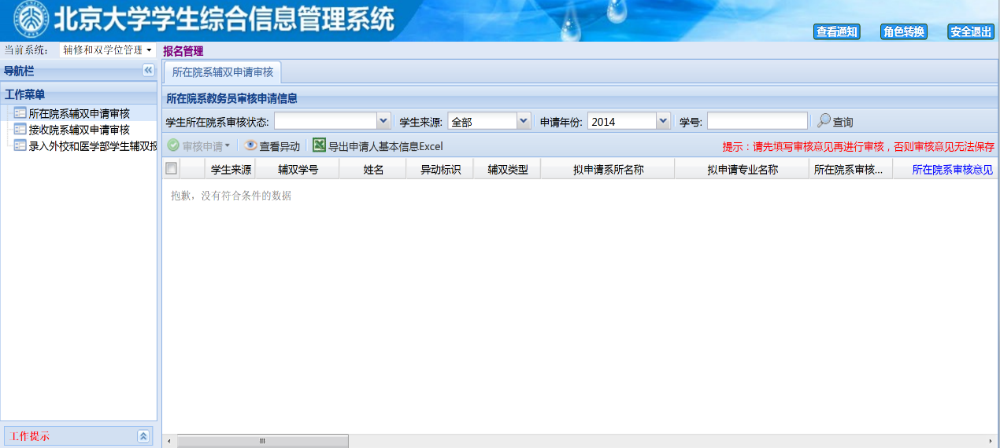 北京大学学生综合信息管理系统
查看通知 角色转换 安全退出
当前系统： 辅修和双学位管理 报名管理
导航栏
所在院系辅双申请审核
工作菜单
所在院系辅双申请审核
接收院系辅双申请审核
录入外校和医学部学生辅双报
所在院系教务员审核申请信息
学生所在院系审核状态: 学生来源: 全部 申请年份: 2014 学号: 查询
审核申请 查看异动 导出申请人基本信息Excel 提示：请先填写审核意见再进行审核，否则审核意见无法保存
学生来源 辅双学号 姓名 异动标识 辅双类型 拟申请系所名称 拟申请专业名称 所在院系审核... 所在院系审核意见
抱歉，没有符合条件的数据
工作提示